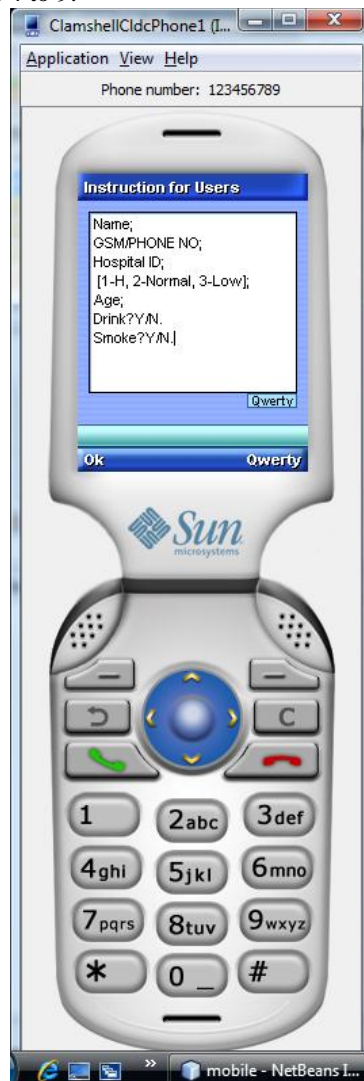 ClamshellCldcPhone1 (I...
Application View Help
Phone number: 123456789
Instruction for Users
Name;
GSM/PHONE NO;
Hospital ID;
[1-H, 2-Normal, 3-Low];
Age;
Drink?Y/N.
Smoke?Y/N.
Qwerty
Ok Qwerty
Sun
microsystems
C
1 2abc 3def
4ghi 5jkl 6mno
7pqrs 8tuv 9wxyz
* 0 _ #
» mobile - NetBeans I...